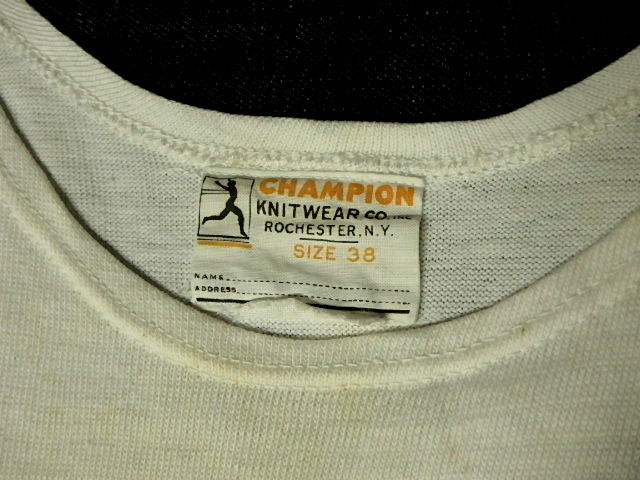 CHAMPION
KNITWEAR CO. INC
ROCHESTER, N.Y.
SIZE 38
NAME
ADDRESS